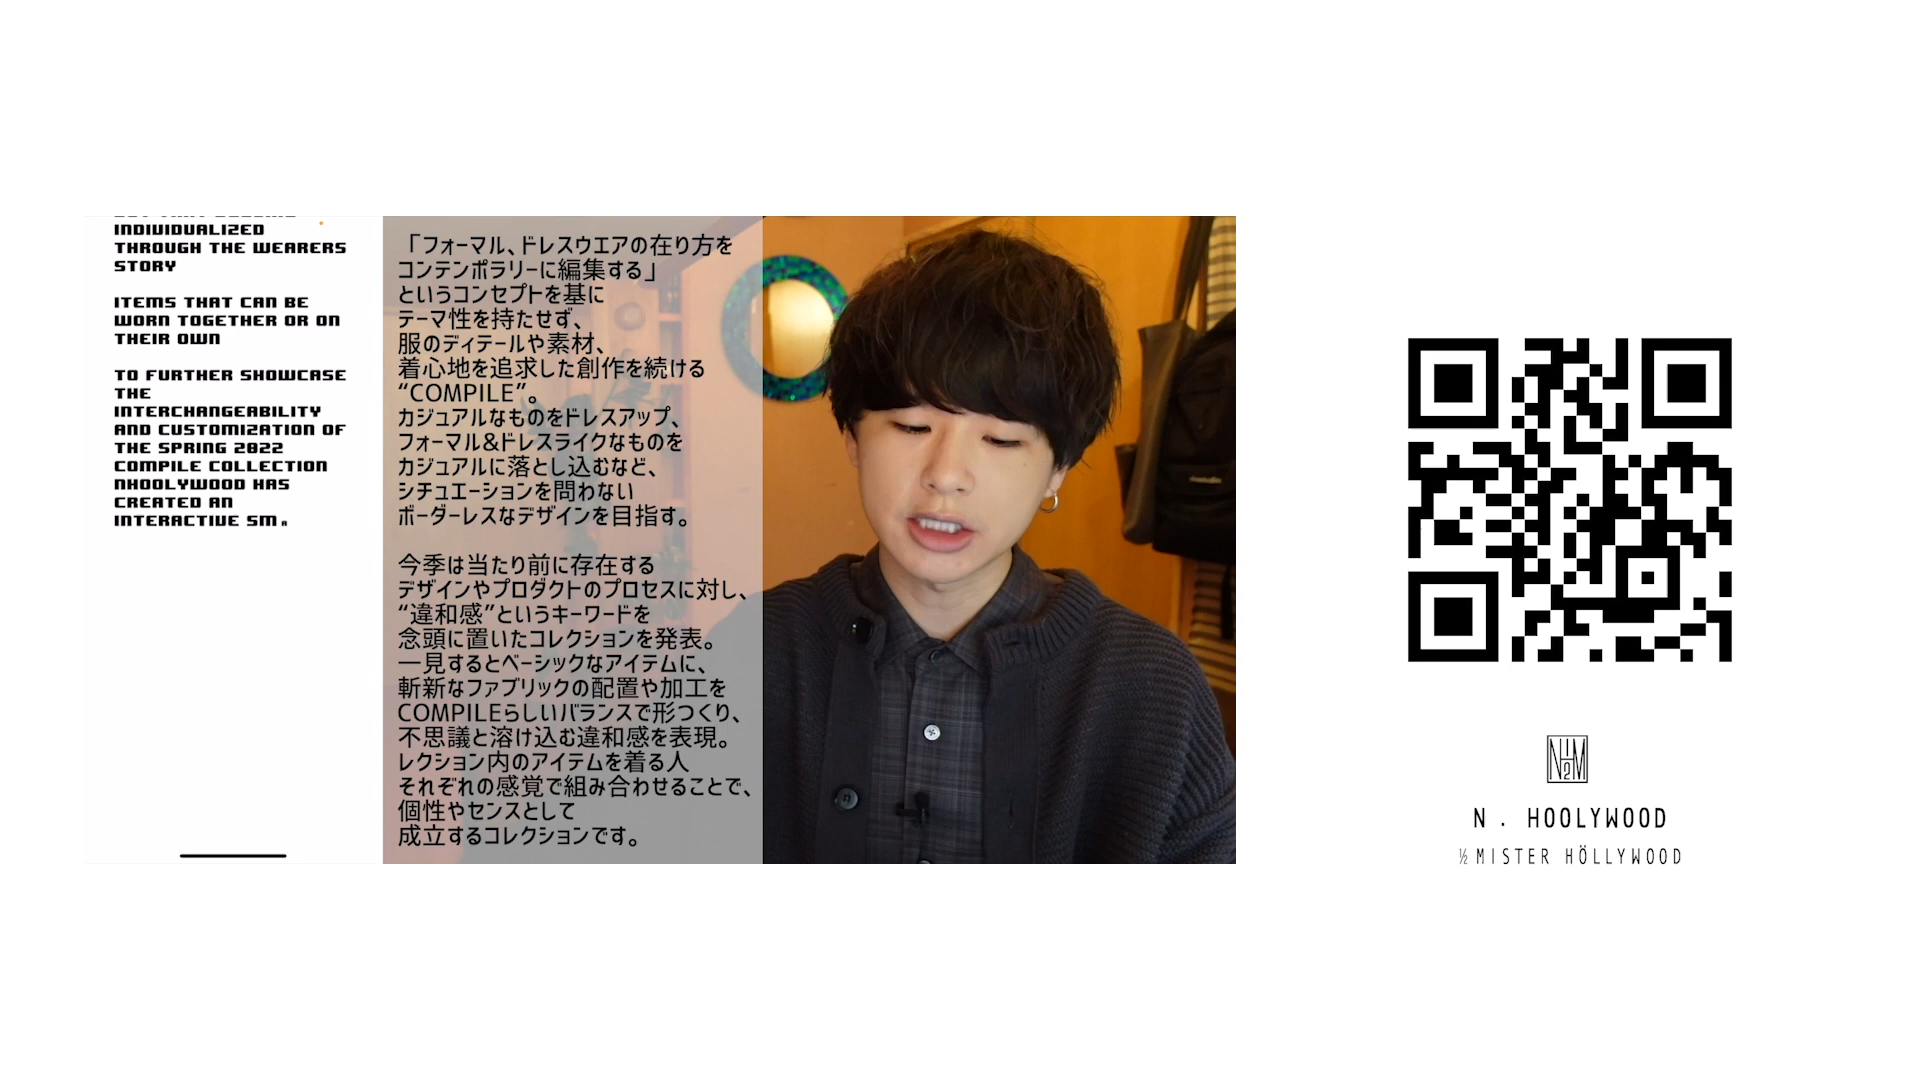 INDIVIDUALIZED
THROUGH THE WEARERS
STORY
ITEMS THAT CAN BE
WORN TOGETHER OR ON
THEIR OWN
TO FURTHER SHOWCASE
THE
INTERCHANGEABILITY
AND CUSTOMIZATION OF
THE SPRING 2022
COMPILE COLLECTION
NHOOLYWOOD HAS
CREATED AN
INTERACTIVE SM
「フォーマル、ドレスウエアの在り方を
コンテンポラリーに編集する」
というコンセプトを基に
テーマ性を持たせず、
服のディテールや素材、
着心地を追求した創作を続ける
“COMPILE”。
カジュアルなものをドレスアップ、
フォーマル&ドレスライクなものを
カジュアルに落とし込むなど、
シチュエーションを問わない
ボーダーレスなデザインを目指す。
今季は当たり前に存在する
デザインやプロダクトのプロセスに対し、
“違和感”というキーワードを
念頭に置いたコレクションを発表。
一見するとベーシックなアイテムに、
斬新なファブリックの配置や加工を
COMPILEらしいバランスで形つくり、
不思議と溶け込む違和感を表現。
レクション内のアイテムを着る人
それぞれの感覚で組み合わせることで、
個性やセンスとして
成立するコレクションです。
N . HOOLYWOOD
½ MISTER HÖLLYWOOD